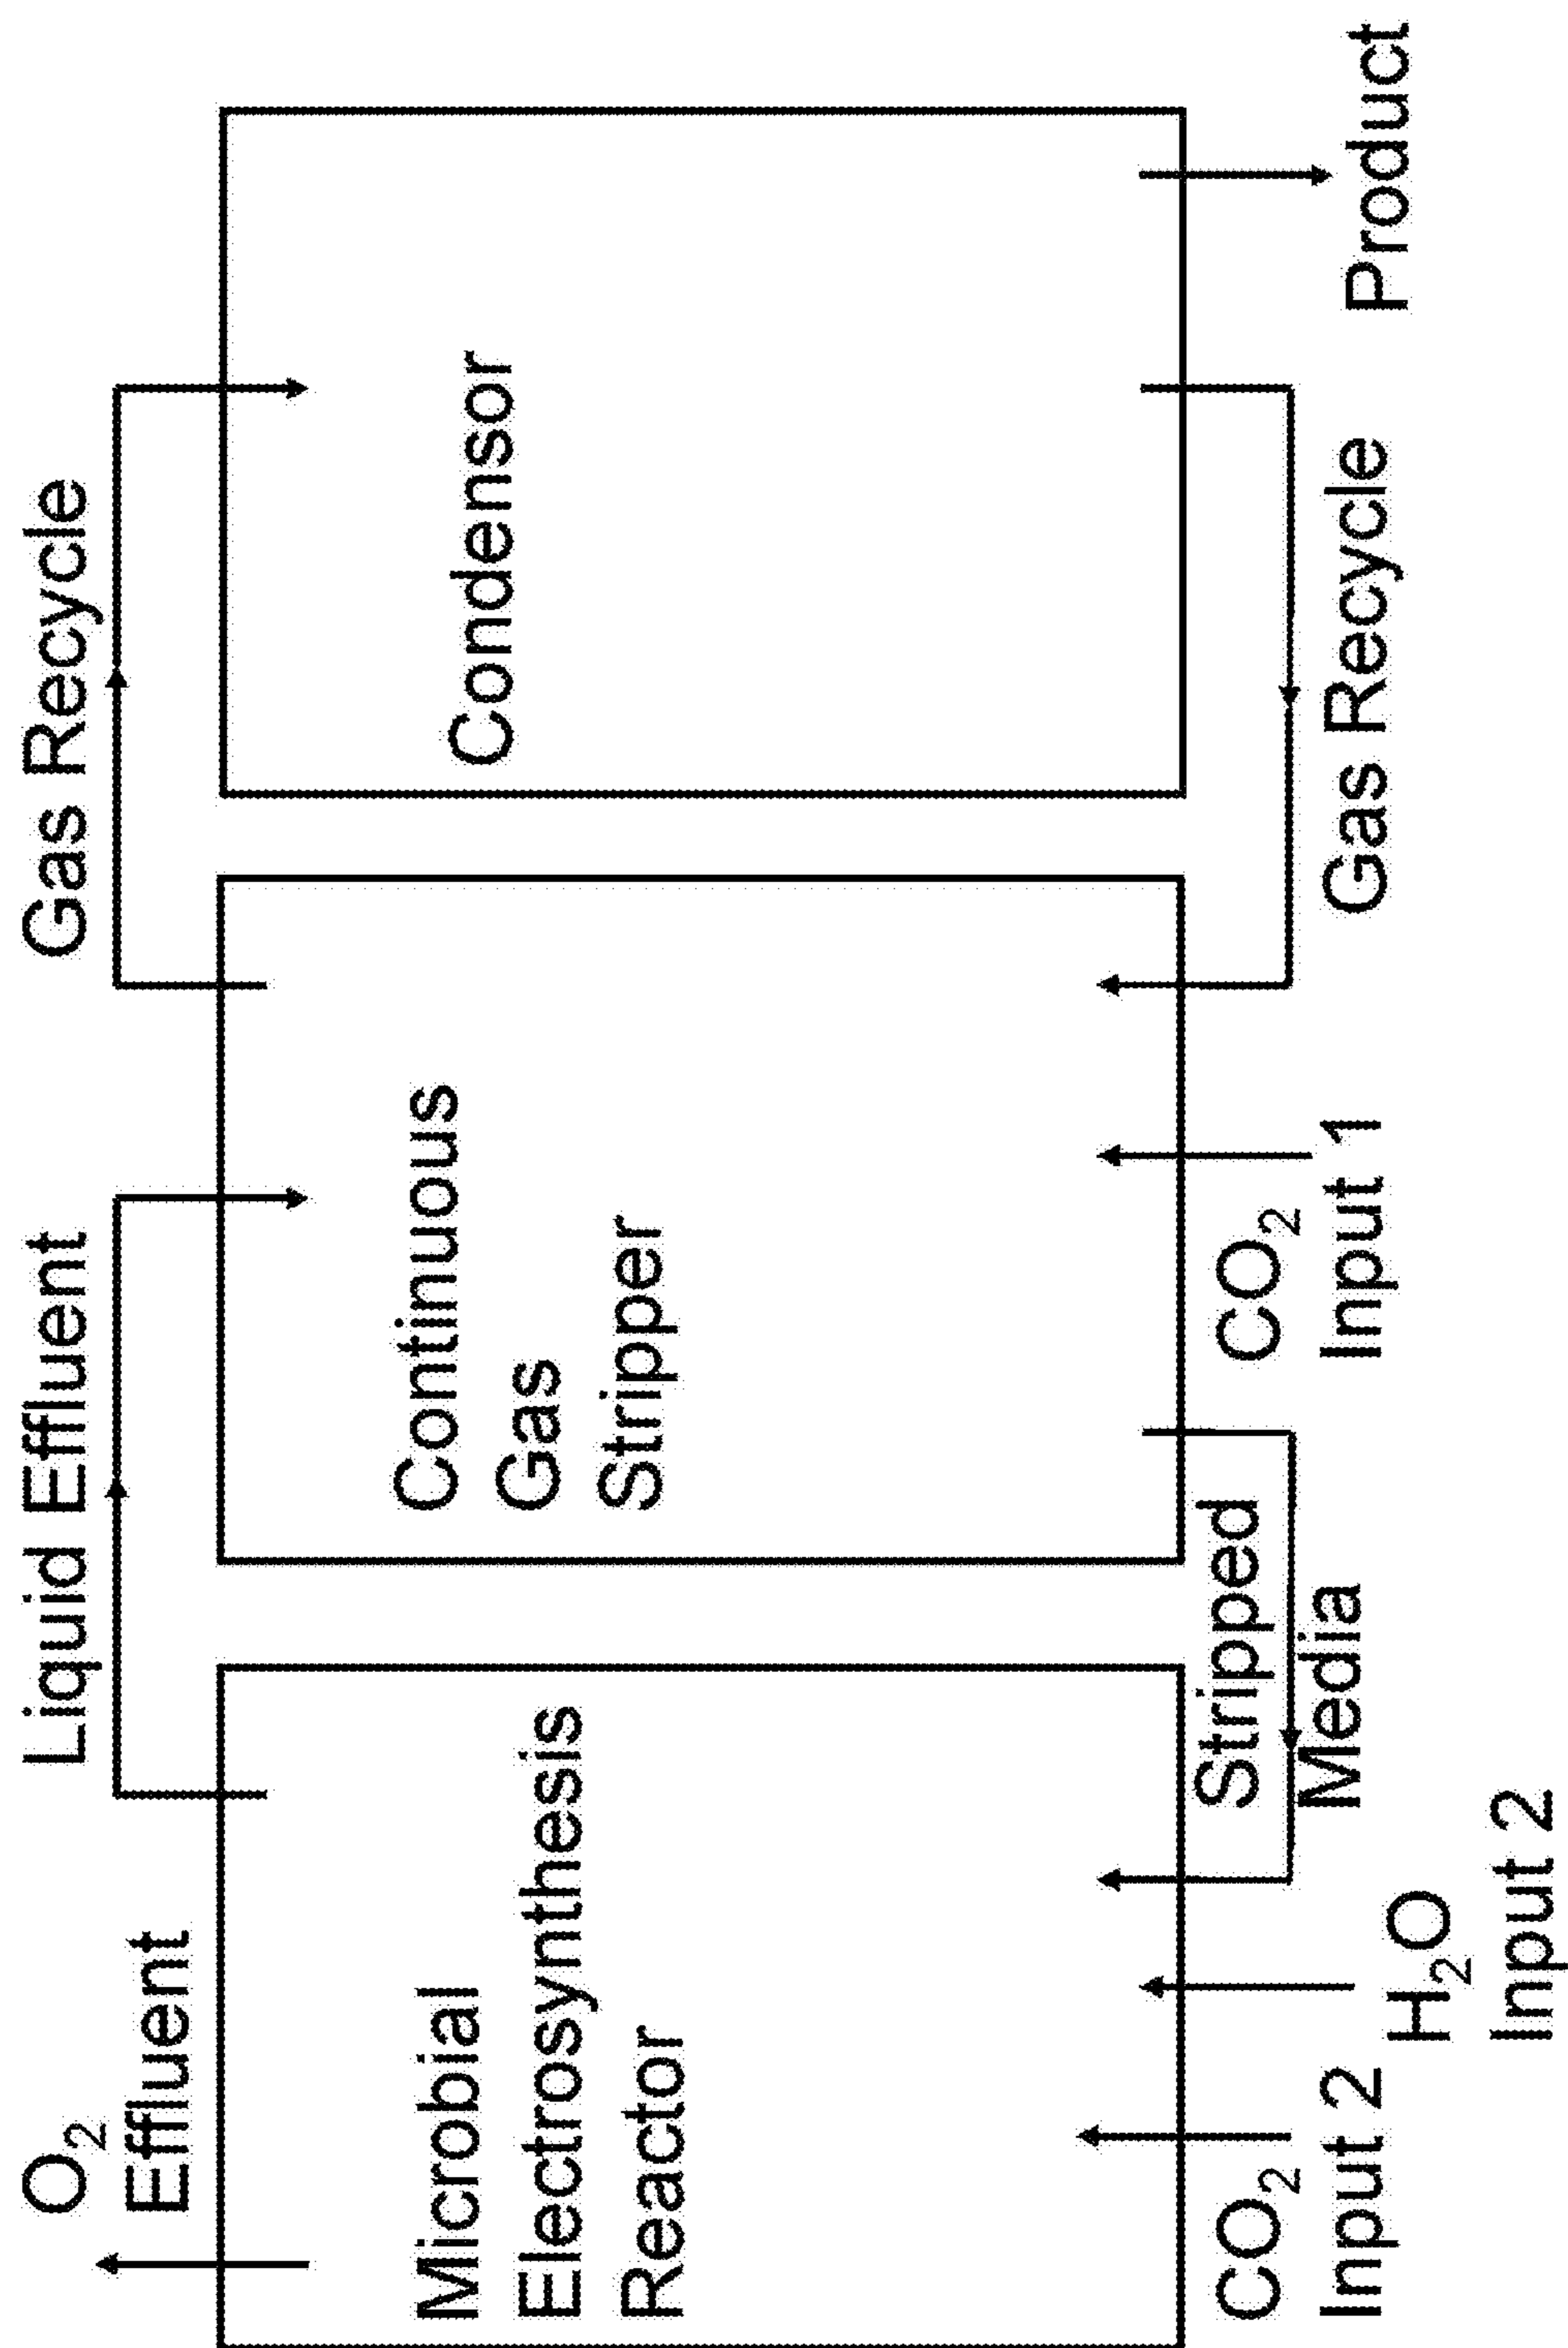 O₂
Effluent
Liquid Effluent
Gas Recycle
Microbial
Electrosynthesis
Reactor
Continuous
Gas
Stripper
Condensor
CO₂
Input 2
H₂O
Input 2
Stripped
Media
CO₂
Input 1
Gas Recycle
Product